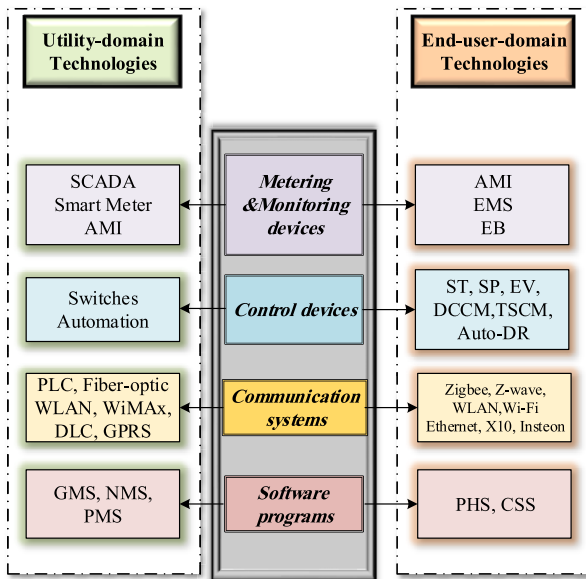 Utility-domain
Technologies
End-user-domain
Technologies
SCADA
Smart Meter
AMI
Metering
&Monitoring
devices
AMI
EMS
EB
Switches
Automation
Control devices
ST, SP, EV,
DCCM,TSCM,
Auto-DR
PLC, Fiber-optic
WLAN, WiMAx,
DLC, GPRS
Communication
systems
Zigbee, Z-wave,
WLAN,Wi-Fi
Ethernet, X10, Insteon
GMS, NMS,
PMS
Software
programs
PHS, CSS